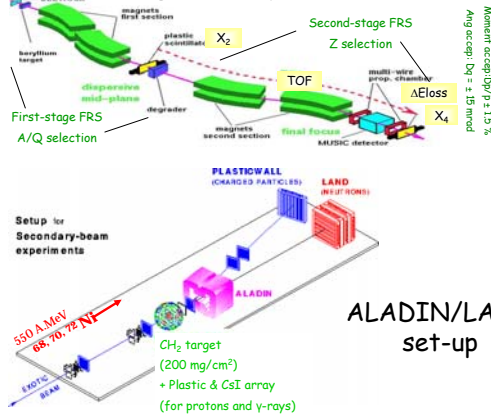 magnets
first section
beryllium
target
plastic
scintillator
X2
Second-stage FRS
Z selection
Moment accep:Dp/p ± 1.5 %
Ang accep: Dq = ± 15 mrad
TOF
multi-wire
prop. chamber
ΔEloss
X4
dispersive
mid-plane
degrader
First-stage FRS
A/Q selection
magnets
second section
final focus
MUSIC detector
PLASTICWALL
(CHARGED PARTICLES)
LAND
(NEUTRONS)
Setup for
Secondary-beam
experiments
ALADIN
550 A.MeV
68, 70, 72 Ni
ALADIN/LA
set-up
CH2 target
(200 mg/cm²)
+ Plastic & CsI array
(for protons and γ-rays)
EXOTIC
BEAM